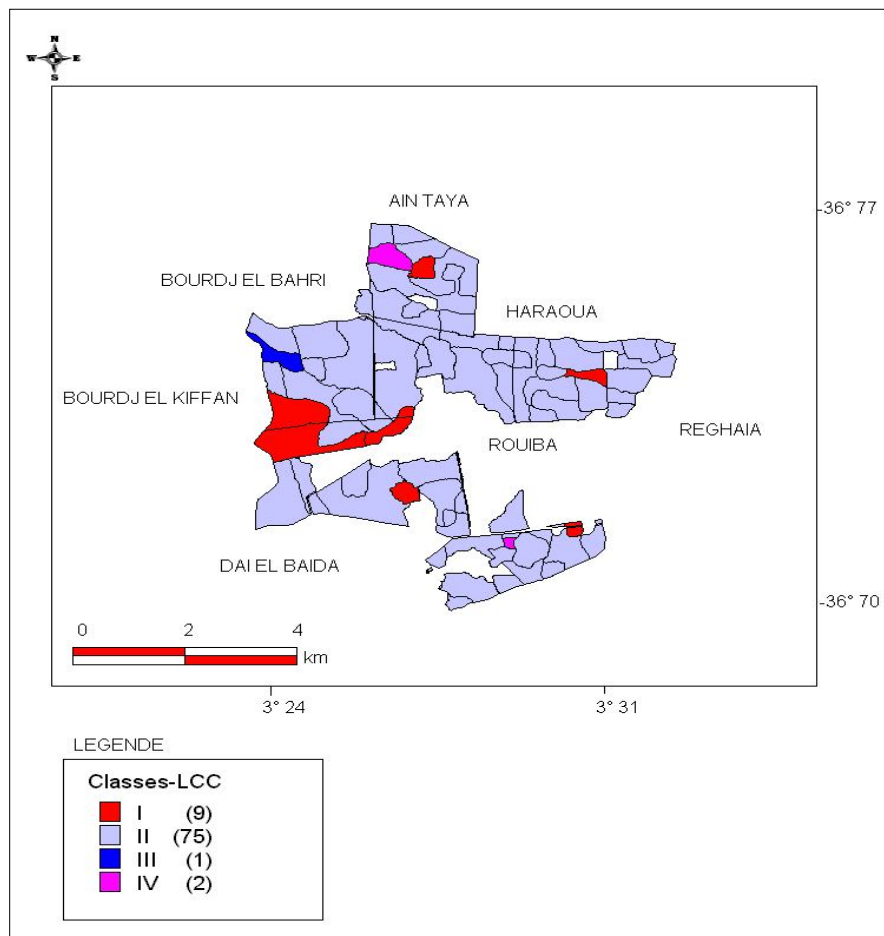 N
W E
S
AIN TAYA
36° 77
BOURDJ EL BAHRI
HARAOUA
BOURDJ EL KIFFAN
REGHAIA
ROUIBA
DAI EL BAIDA
36° 70
0 2 4
km
3° 24 3° 31
LEGENDE
Classes-LCC
I (9)
II (75)
III (1)
IV (2)